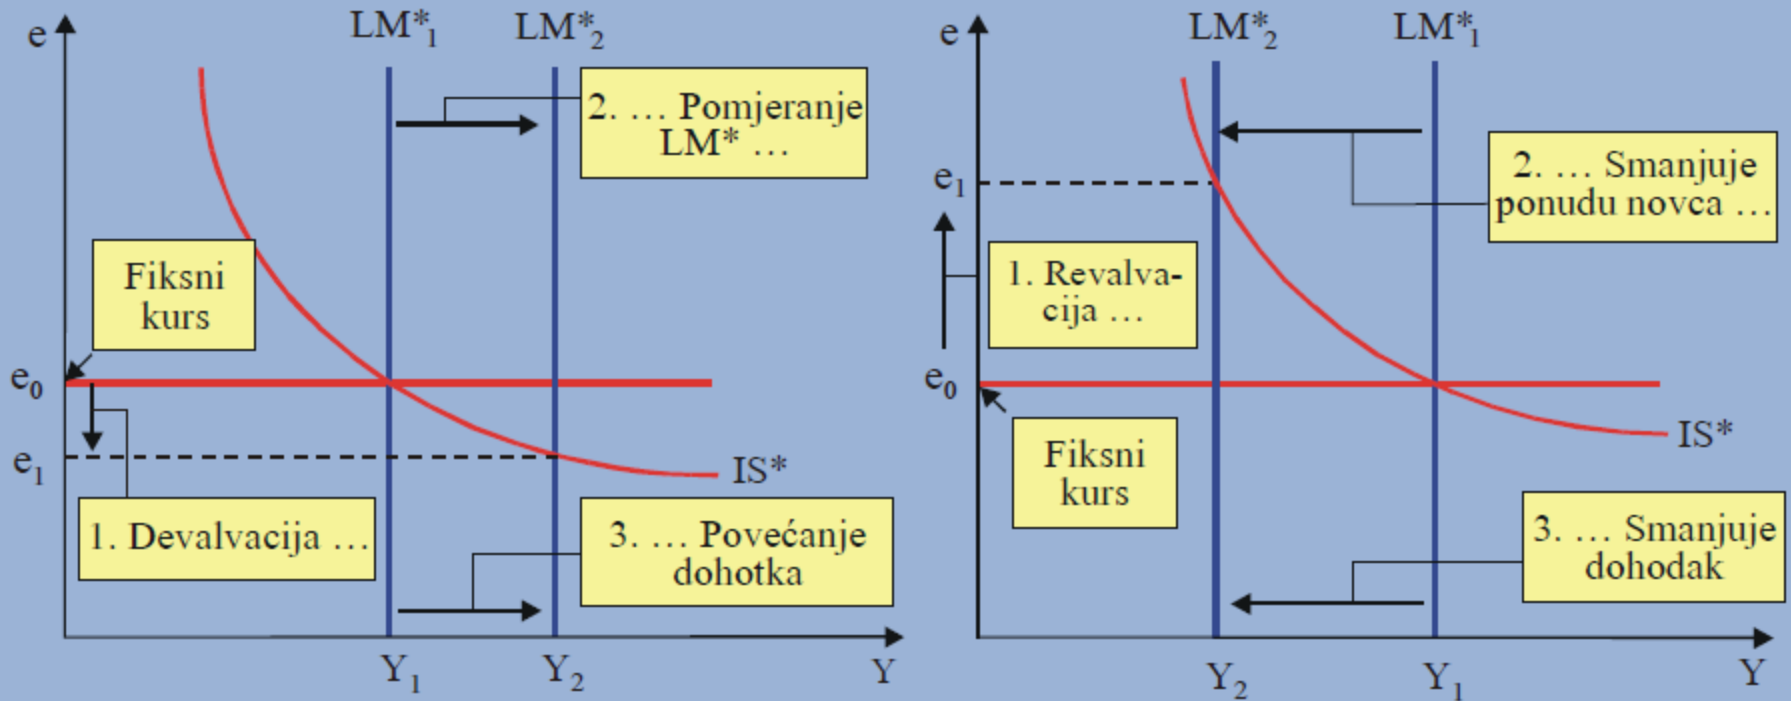 e
LM*1
LM*2
2. … Pomjeranje
LM* …
Fiksni
kurs
e0
e1
IS*
1. Devalvacija …
3. … Povećanje
dohotka
Y1
Y2
Y
e
LM*2
LM*1
2. … Smanjuje
ponudu novca …
e1
1. Revalva-
cija …
e0
IS*
Fiksni
kurs
3. … Smanjuje
dohodak
Y2
Y1
Y